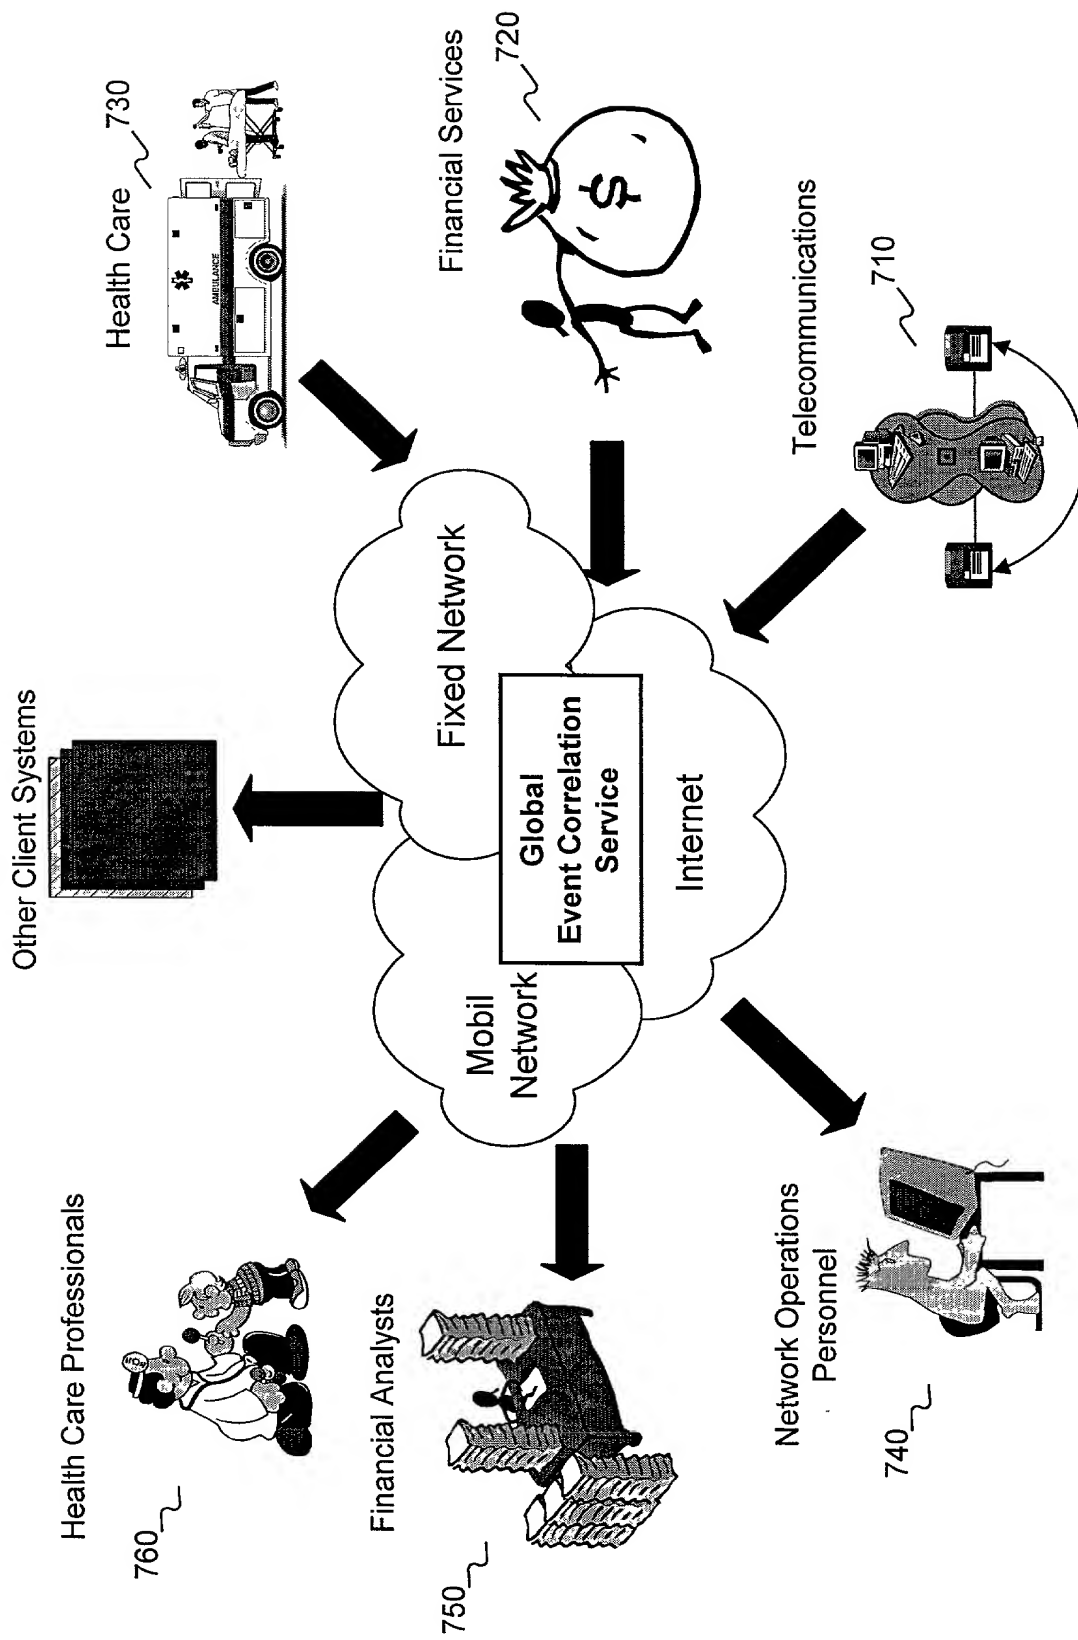 Other Client Systems
Health Care Professionals
760
Health Care
730
AMBULANCE
Financial Analysts
750
Financial Services
720
$
Fixed Network
Mobil
Network
Global
Event Correlation
Service
Internet
Network Operations
Personnel
740
Telecommunications
710